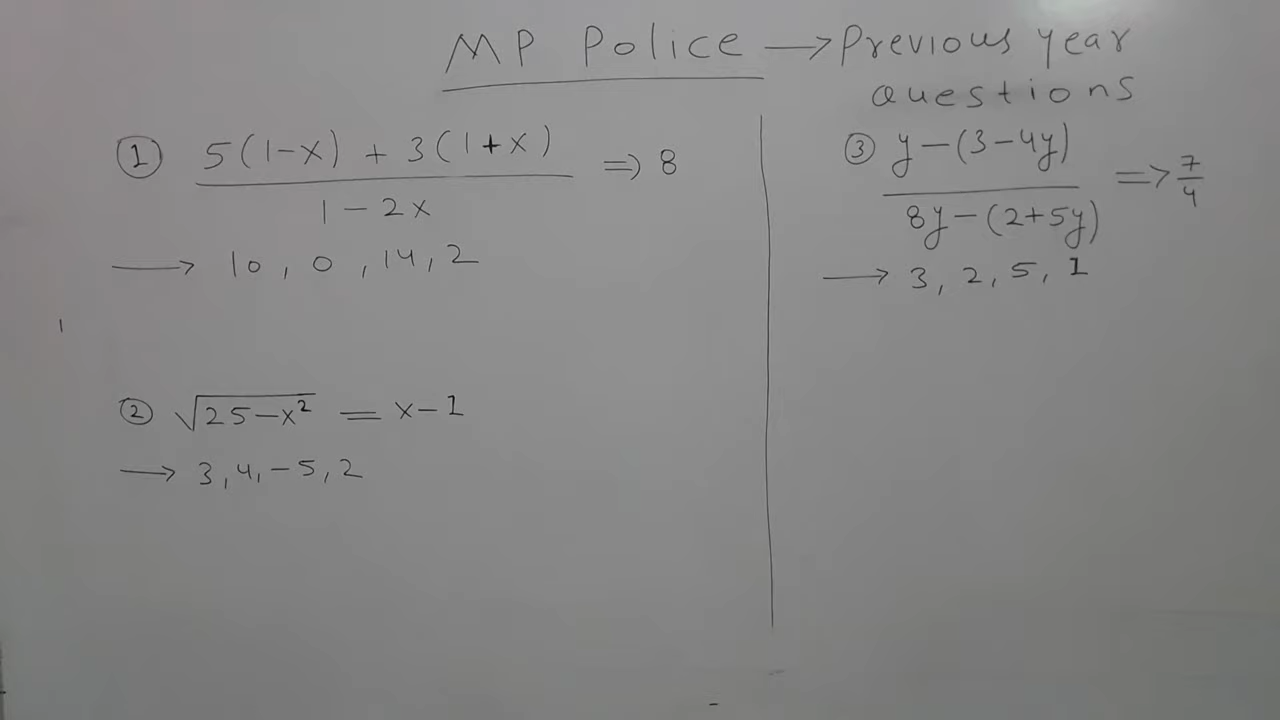 MP Police → Previous year
questions
① 5(1-x) + 3(1+x)
1 - 2x
⇒ 8
→ 10, 0, 14, 2
② √25-x² = x-1
→ 3, 4, -5, 2
③ y-(3-4y)
8y-(2+5y)
=> 7/4
→ 3, 2, 5, 1